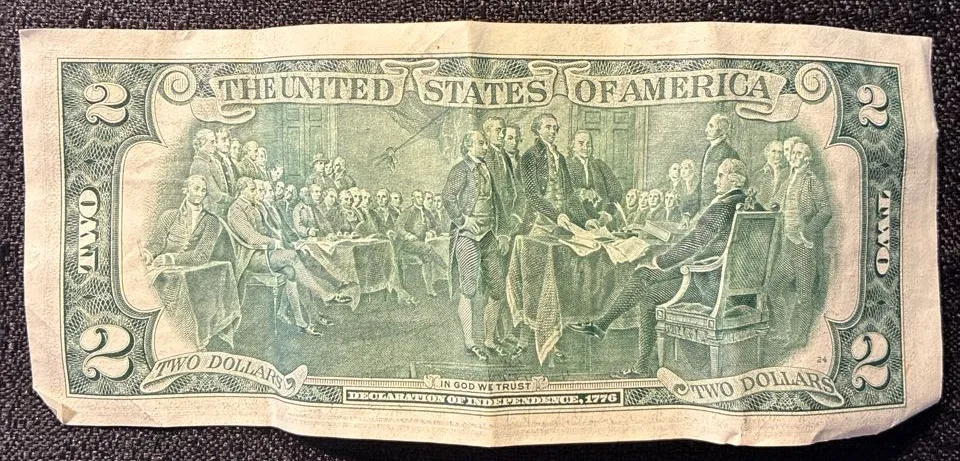 THE UNITED STATES OF AMERICA
2
2
TWO
TWO
2
2
TWO DOLLARS
IN GOD WE TRUST
TWO DOLLARS
DECLARATION OF INDEPENDENCE, 1776
24